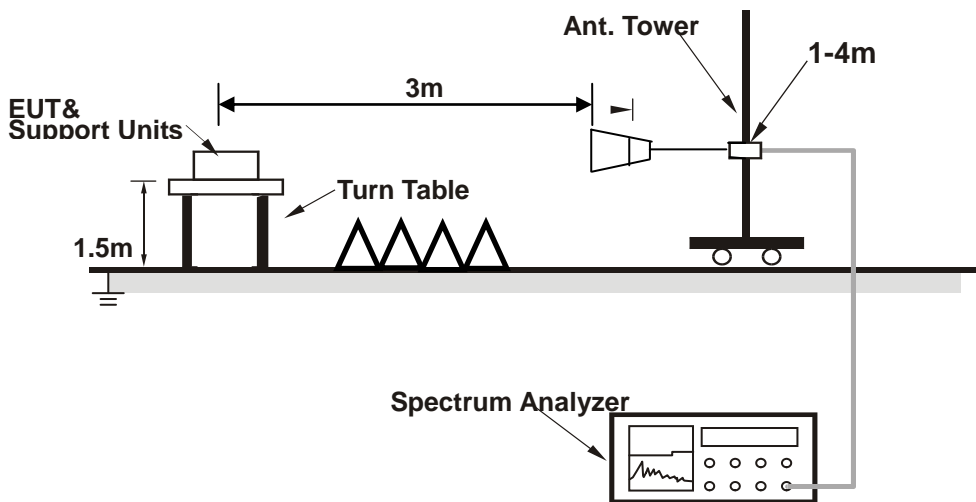 Ant. Tower
1-4m
3m
EUT&
Support Units
Turn Table
1.5m
Spectrum Analyzer